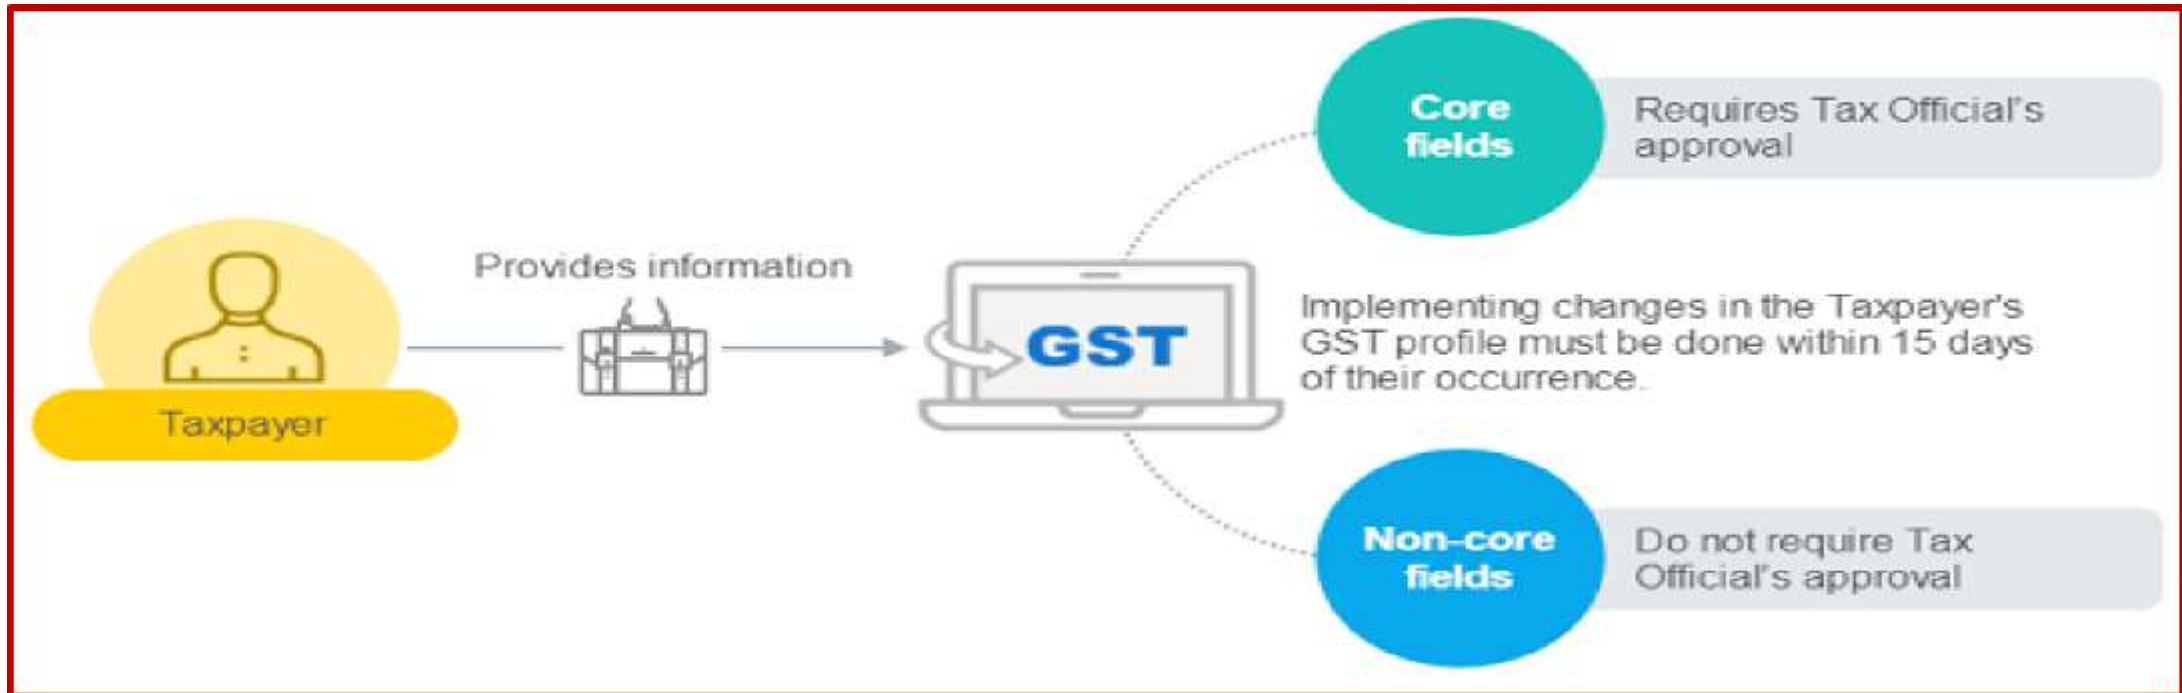 Core
fields
Requires Tax Official's
approval
Provides information
GST
Implementing changes in the Taxpayer's
GST profile must be done within 15 days
of their occurrence.
Taxpayer
Non-core
fields
Do not require Tax
Official's approval